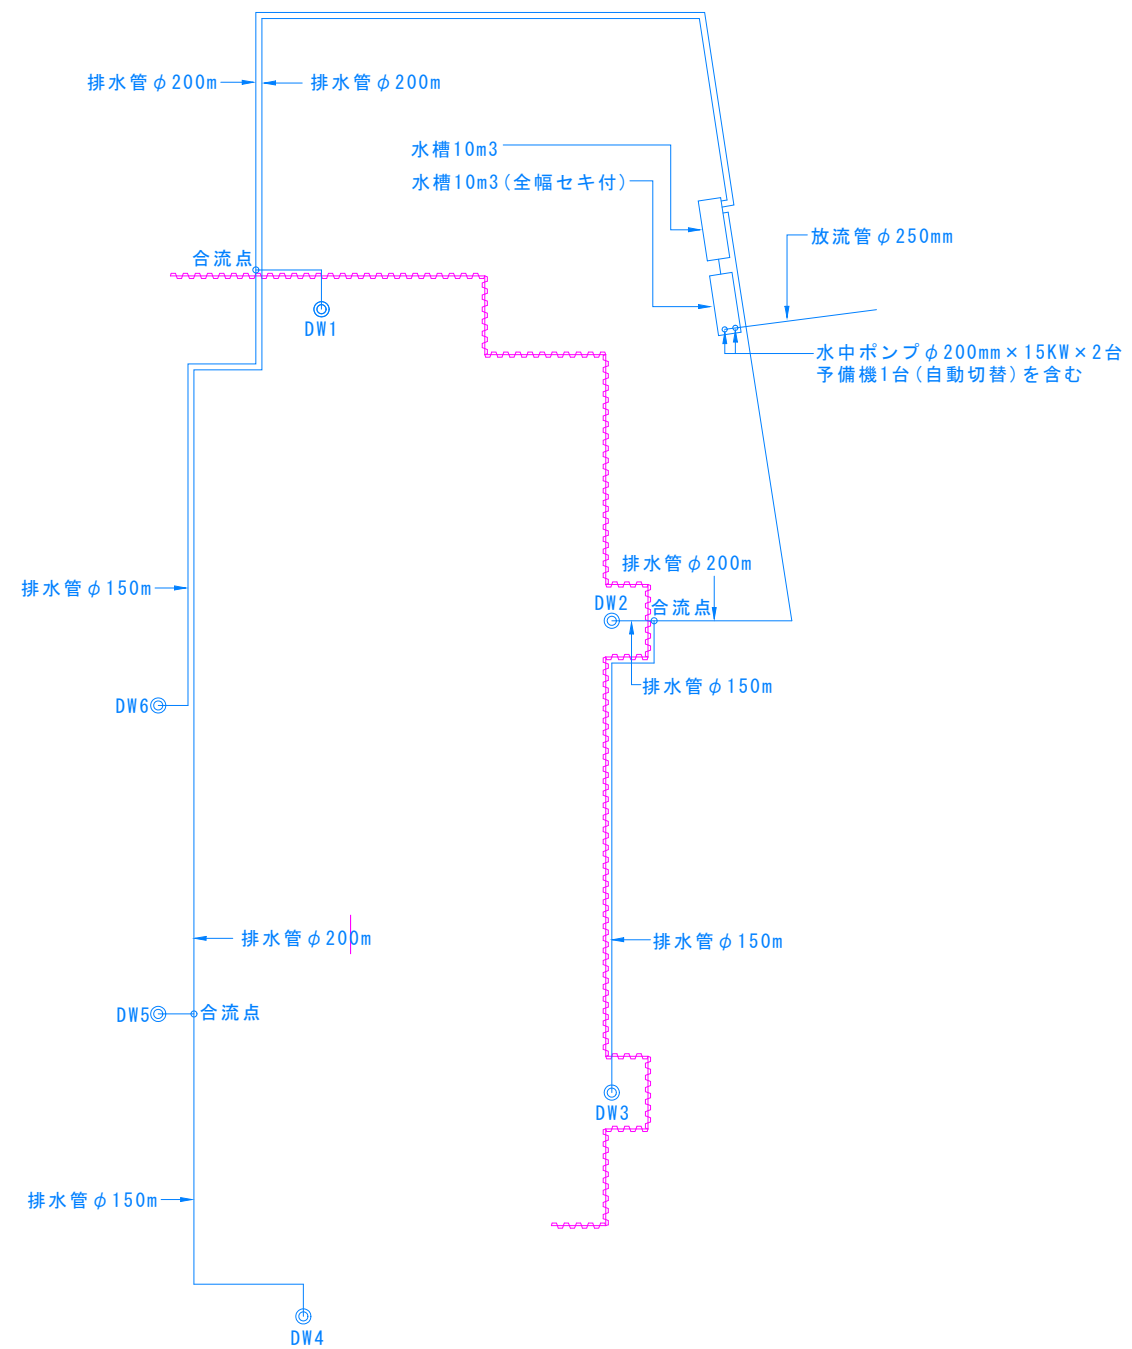 排水管φ200m
排水管φ200m
水槽10m3
水槽10m3(全幅セキ付)
放流管φ250mm
合流点
DW1
水中ポンプφ200mm×15KW×2台
予備機1台(自動切替)を含む
排水管φ200m
排水管φ150m
DW2
合流点
排水管φ150m
DW6
排水管φ200m
排水管φ150m
DW5
合流点
DW3
排水管φ150m
DW4